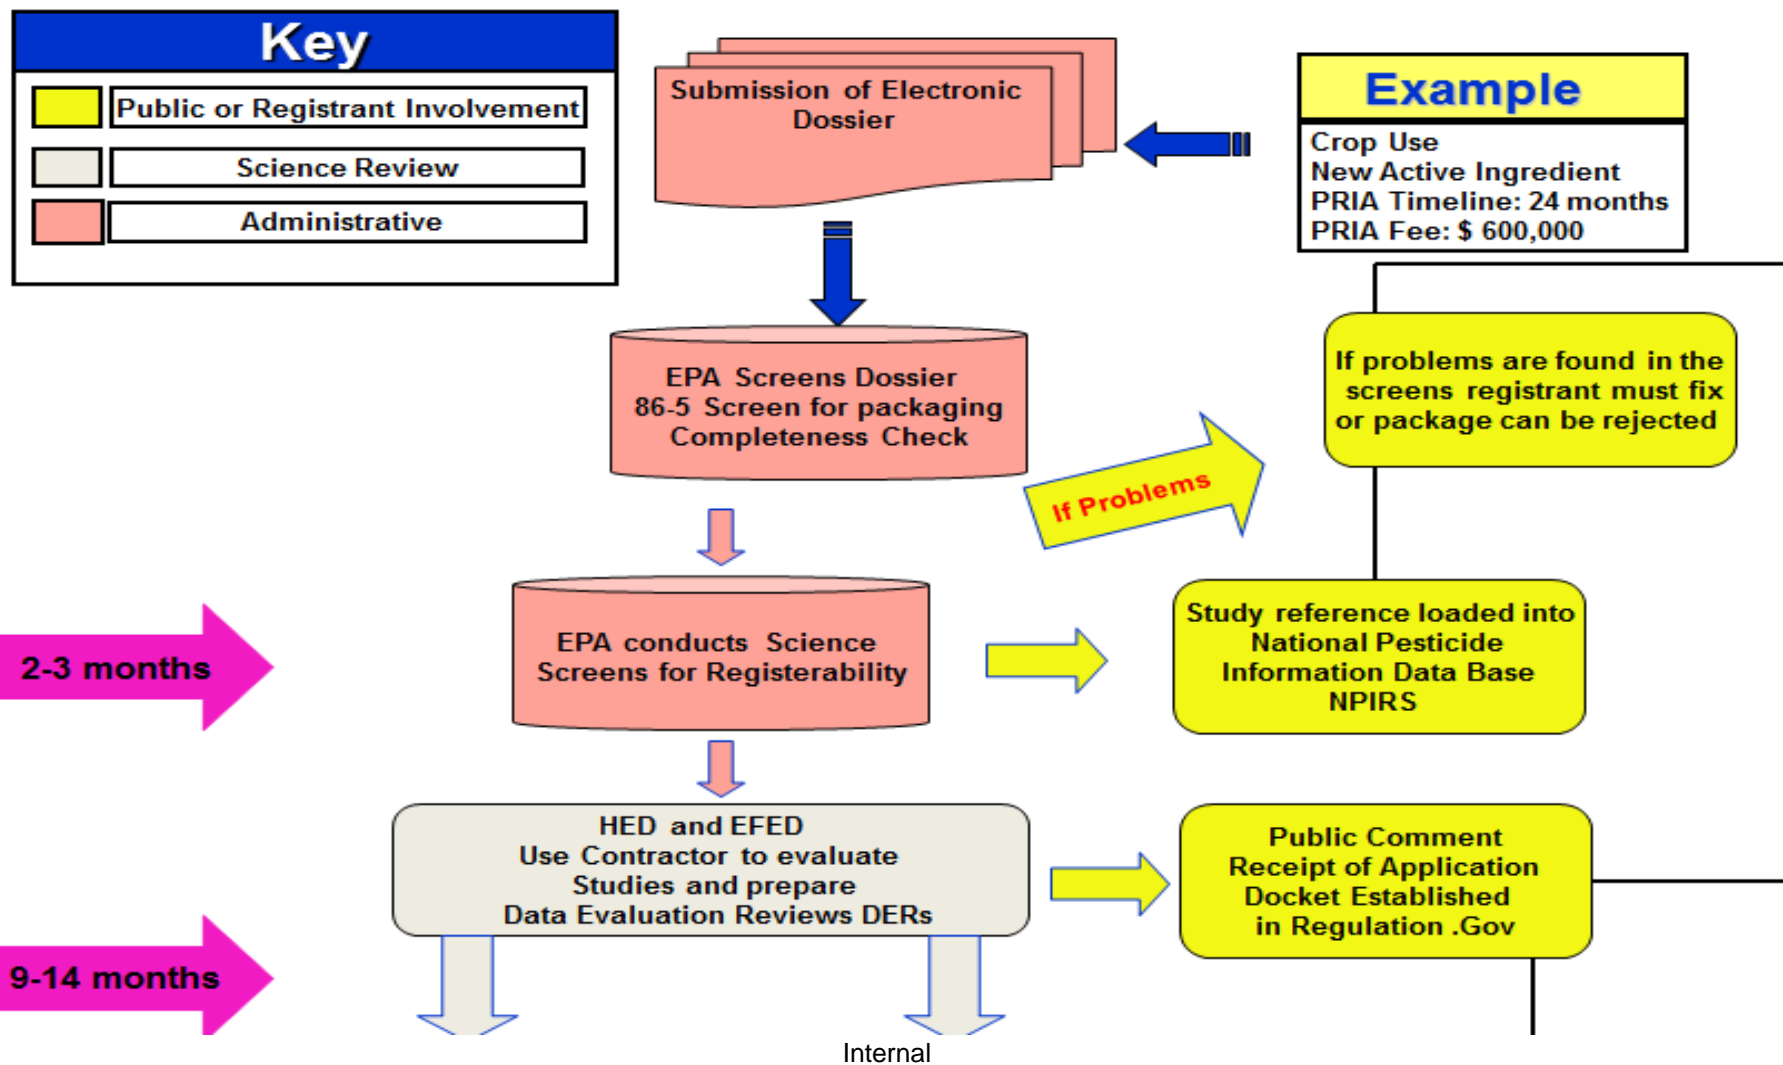 Key
Public or Registrant Involvement
Science Review
Administrative
Submission of Electronic
Dossier
Example
Crop Use
New Active Ingredient
PRIA Timeline: 24 months
PRIA Fee: $ 600,000
EPA Screens Dossier
86-5 Screen for packaging
Completeness Check
If Problems
If problems are found in the
screens registrant must fix
or package can be rejected
2-3 months
EPA conducts Science
Screens for Registerability
Study reference loaded into
National Pesticide
Information Data Base
NPIRS
HED and EFED
Use Contractor to evaluate
Studies and prepare
Data Evaluation Reviews DERs
Public Comment
Receipt of Application
Docket Established
in Regulation .Gov
9-14 months
Internal